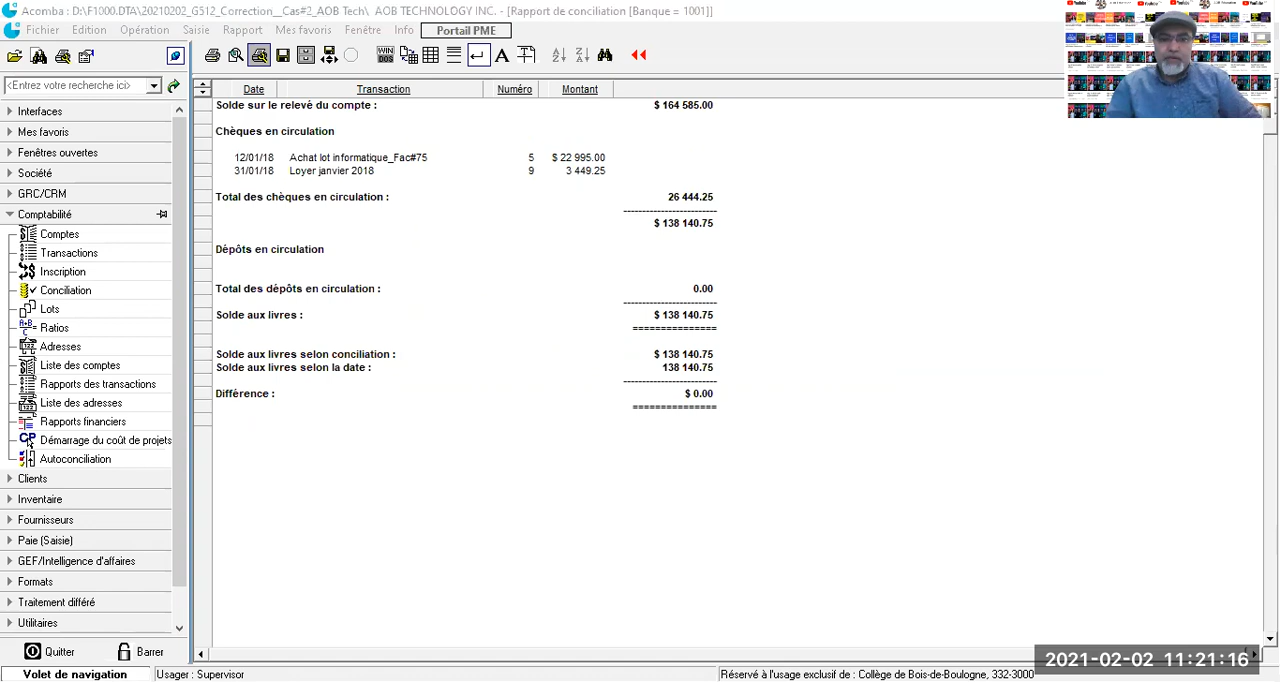 Acomba : D:\F1000.DTA\20210202_G512_Correction__Cas#2_AOB Tech\ AOB TECHNOLOGY INC. - [Rapport de conciliation [Banque = 1001]]
Fichier Edition Saisie Rapport Mes favoris
Portail PME
WIN DOS
<Entrez votre recherche ici>
Date Transaction Numéro Montant
Interfaces
Mes favoris
Fenêtres ouvertes
Société
GRC/CRM
Comptabilité
Comptes
Transactions
Inscription
Conciliation
Lots
Ratios
Adresses
Liste des comptes
Rapports des transactions
Liste des adresses
Rapports financiers
Démarrage du coût de projets
Autoconciliation
Clients
Inventaire
Fournisseurs
Paie (Saisie)
GEF/Intelligence d'affaires
Formats
Traitement différé
Utilitaires
Quitter Barrer
Volet de navigation
Solde sur le relevé du compte : $ 164 585.00
Chèques en circulation
12/01/18 Achat lot informatique_Fac#75 5 $ 22 995.00
31/01/18 Loyer janvier 2018 9 3 449.25
Total des chèques en circulation : 26 444.25
$ 138 140.75
Dépôts en circulation
Total des dépôts en circulation : 0.00
Solde aux livres : $ 138 140.75
Solde aux livres selon conciliation : $ 138 140.75
Solde aux livres selon la date : 138 140.75
Différence : $ 0.00
2021-02-02 11:21:16
Usager : Supervisor
Réservé à l'usage exclusif de : Collège de Bois-de-Boulogne, 332-3000